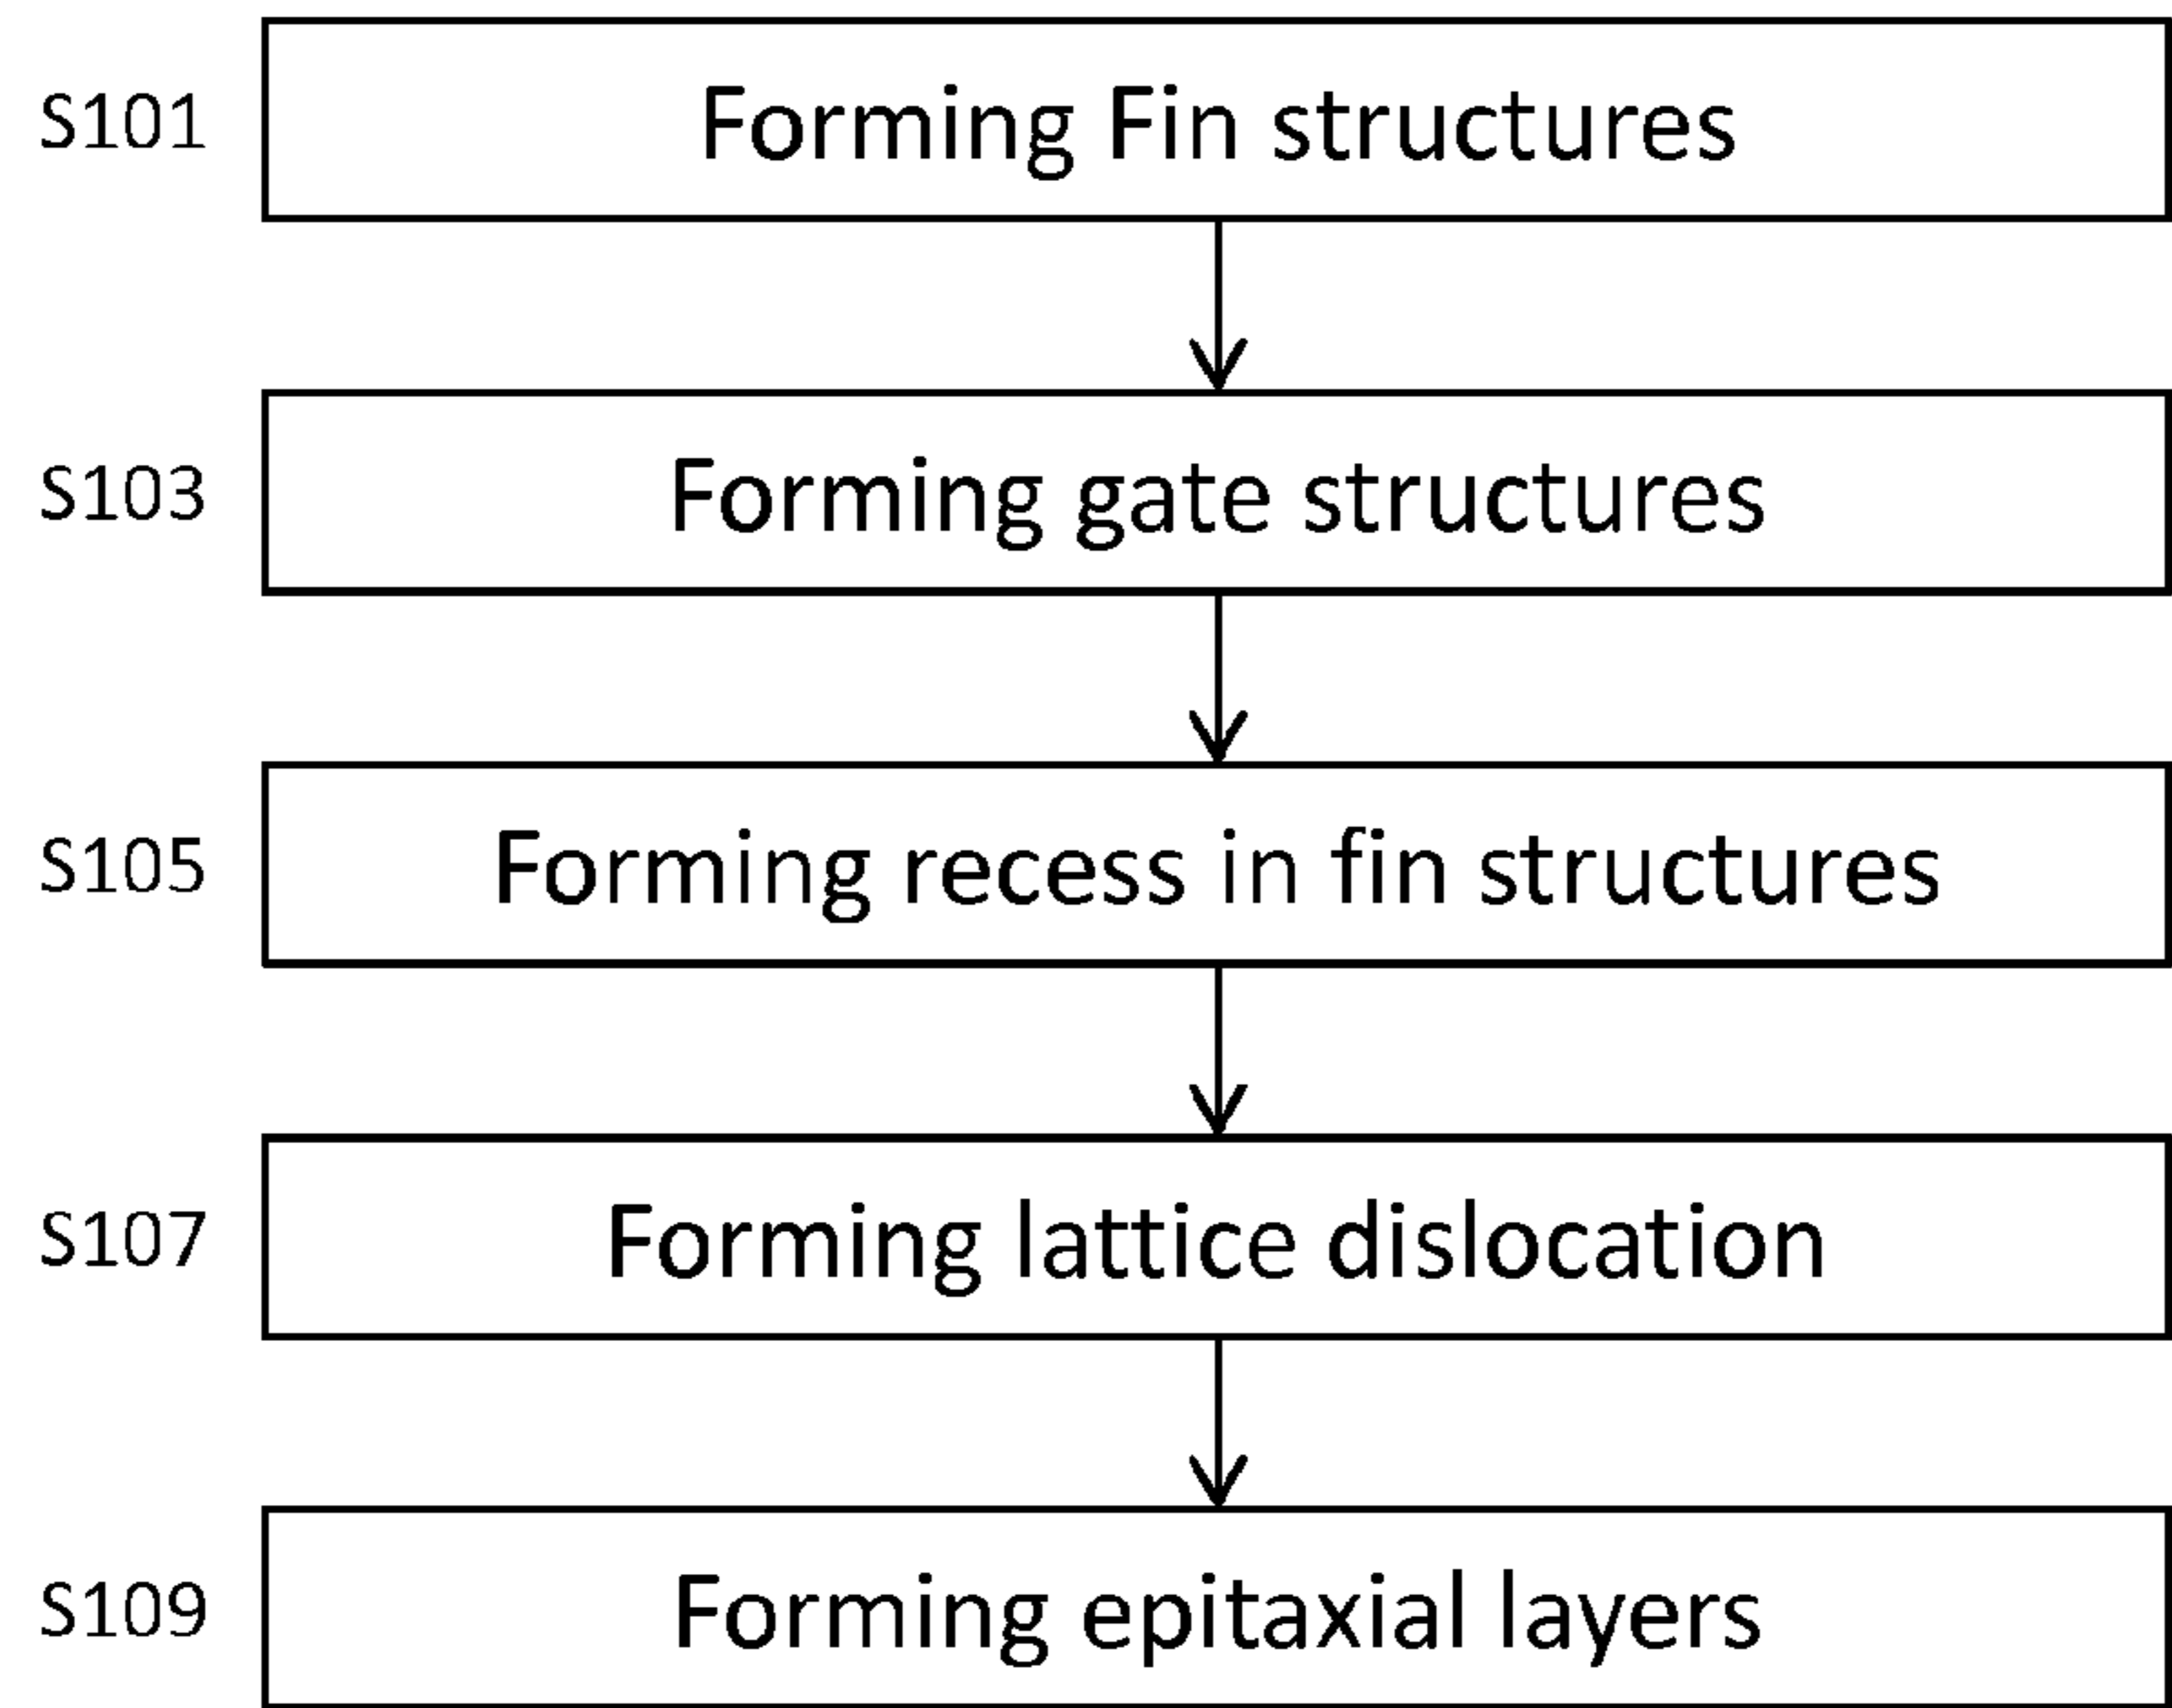 S101 Forming Fin structures
S103 Forming gate structures
S105 Forming recess in fin structures
S107 Forming lattice dislocation
S109 Forming epitaxial layers